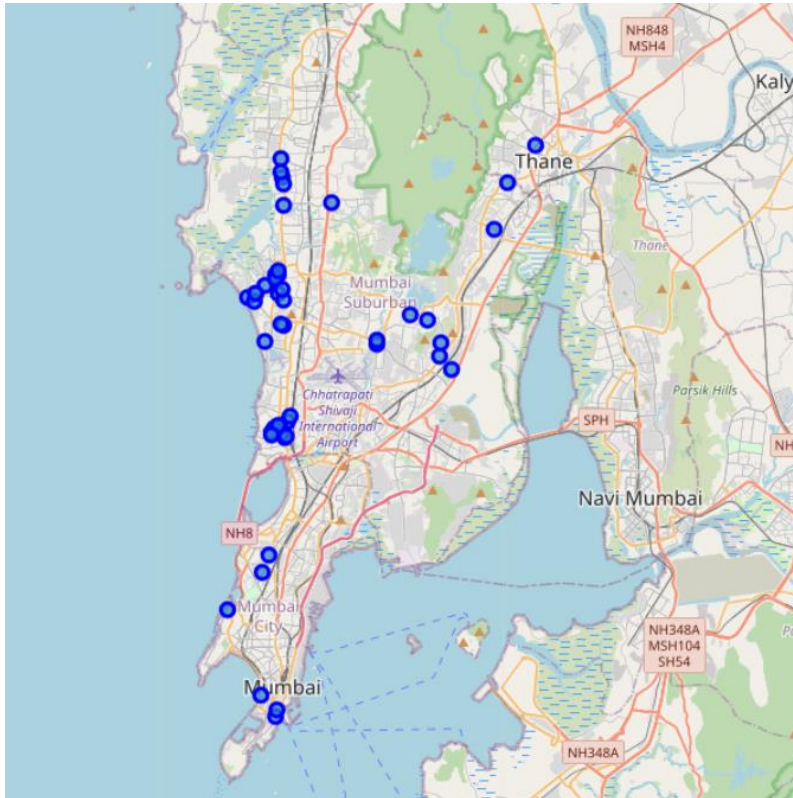 NH848
MSH4
Kaly
Thane
Thane
Mumbai
Suburban
Parsik Hills
Chhatrapati
Shivaji
International
Airport
SPH
NH
Navi Mumbai
NH8
Mumbai
City
NH348A
MSH104
SH54
Mumbai
NH348A